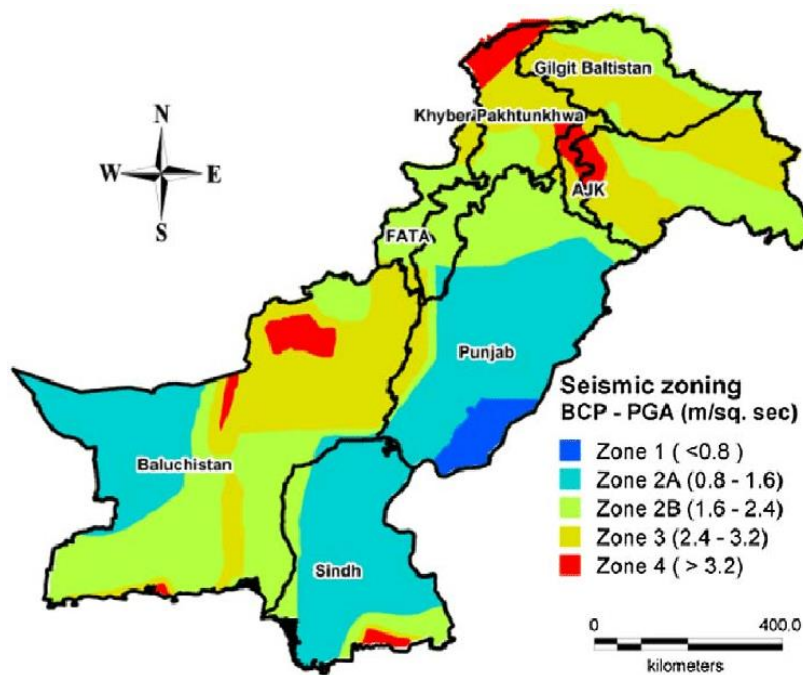 Gilgit Baltistan
Khyber Pakhtunkhwa
N
W E
S
AJK
FATA
Punjab
Seismic zoning
BCP - PGA (m/sq. sec)
Zone 1 ( <0.8 )
Zone 2A (0.8 - 1.6)
Baluchistan
Zone 2B (1.6 - 2.4)
Zone 3 (2.4 - 3.2)
Zone 4 ( > 3.2)
Sindh
0 400.0
kilometers